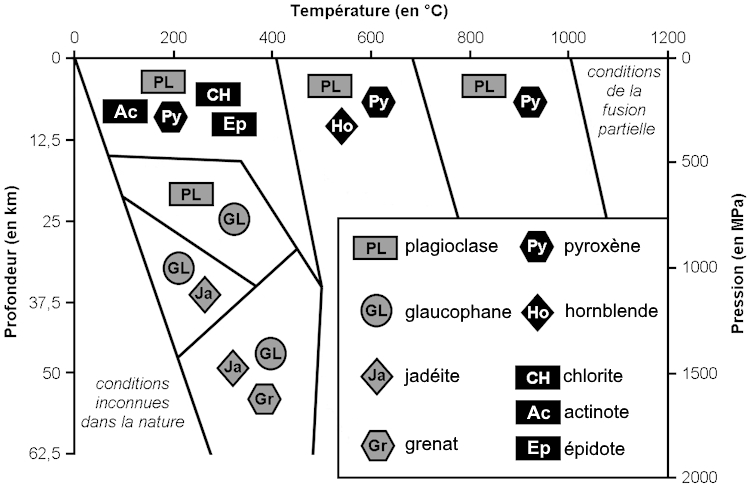 Température (en °C)
0 200 400 600 800 1000 1200
Profondeur (en km)
0
12,5
25
37,5
50
62,5
Pression (en MPa)
0
500
1000
1500
2000
PL
CH
Ac
Py
Ep
PL
Py
Ho
PL
Py
conditions
de la
fusion
partielle
PL
GL
GL
Ja
GL
Ja
Gr
conditions
inconnues
dans la nature
PL plagioclase
Py pyroxène
GL glaucophane
Ho hornblende
Ja jadéite
CH chlorite
Ac actinote
Gr grenat
Ep épidote